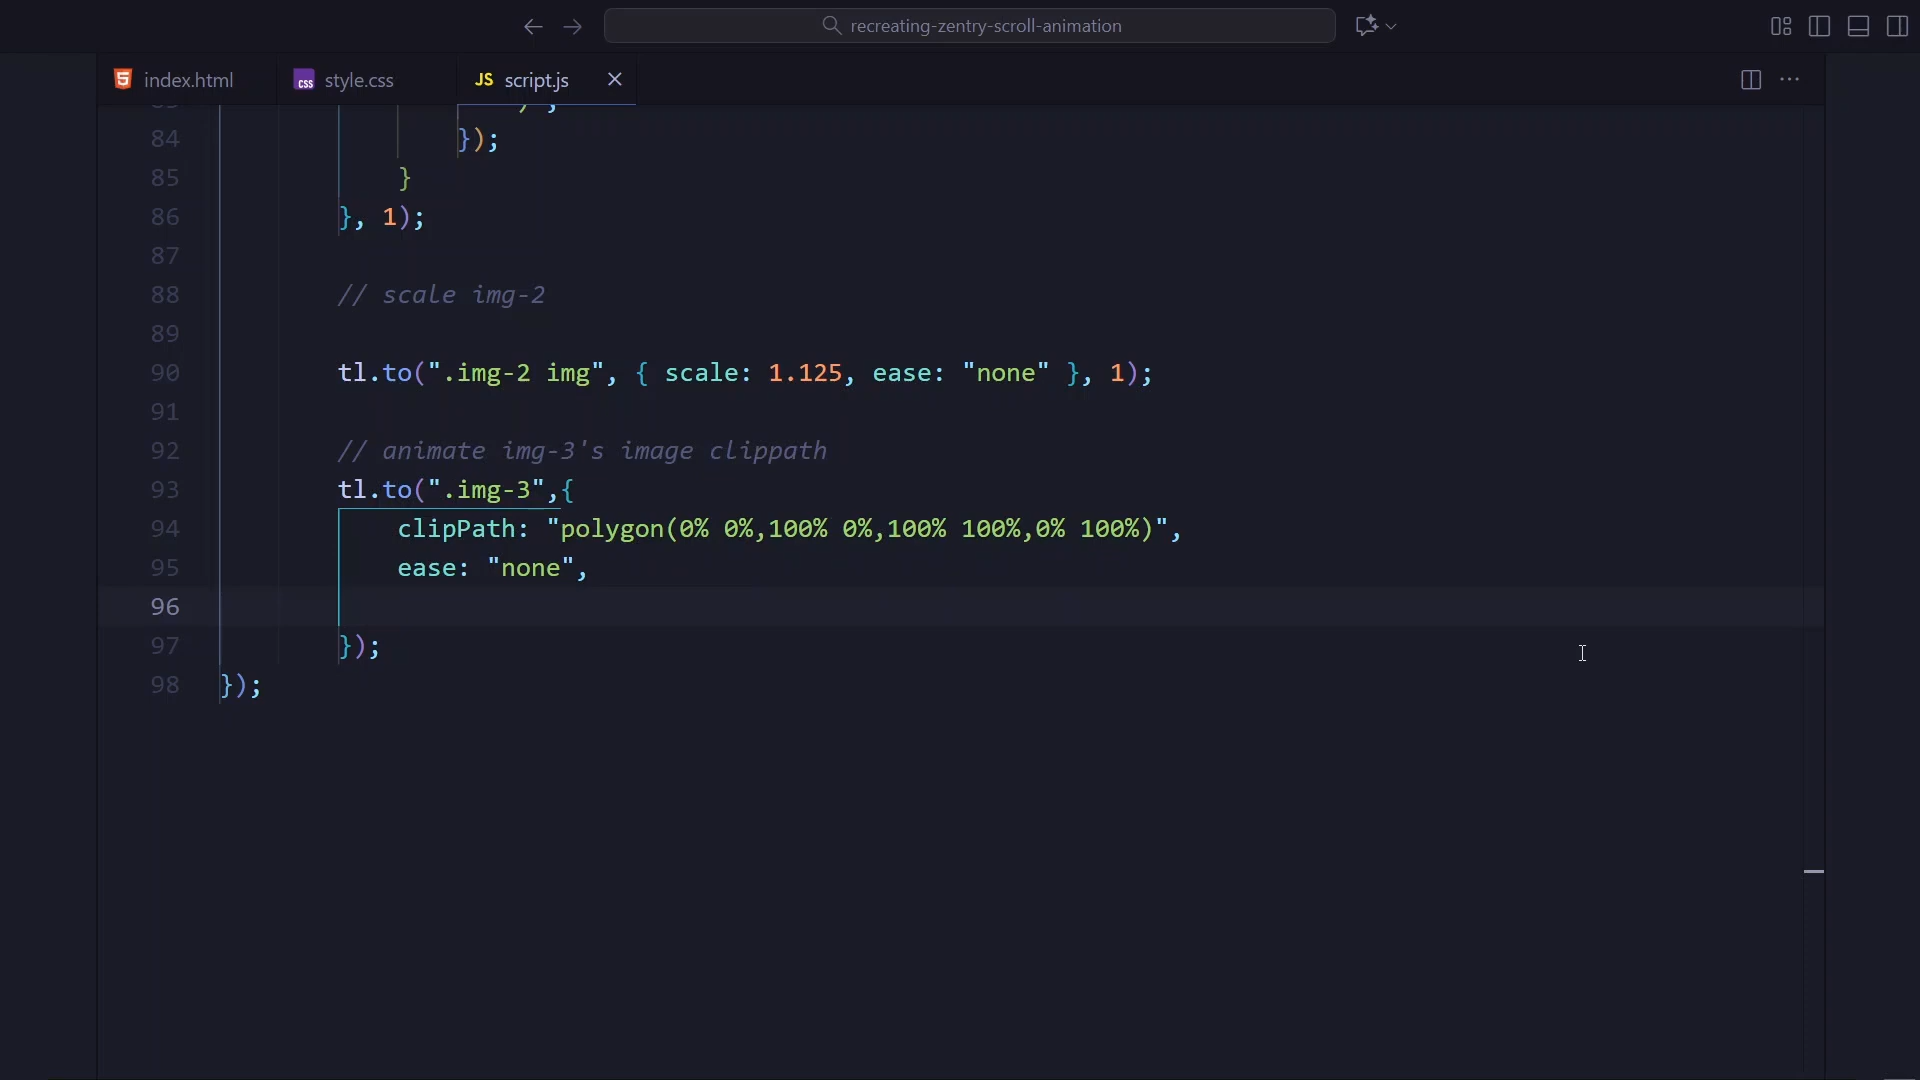 recreating-zentry-scroll-animation
index.html
style.css
JS script.js
84 });
85 }
86 }, 1);
87
88 // scale img-2
89
90 tl.to(".img-2 img", { scale: 1.125, ease: "none" }, 1);
91
92 // animate img-3's image clippath
93 tl.to(".img-3",{
94 clipPath: "polygon(0% 0%,100% 0%,100% 100%,0% 100%)",
95 ease: "none",
96
97 });
98 });